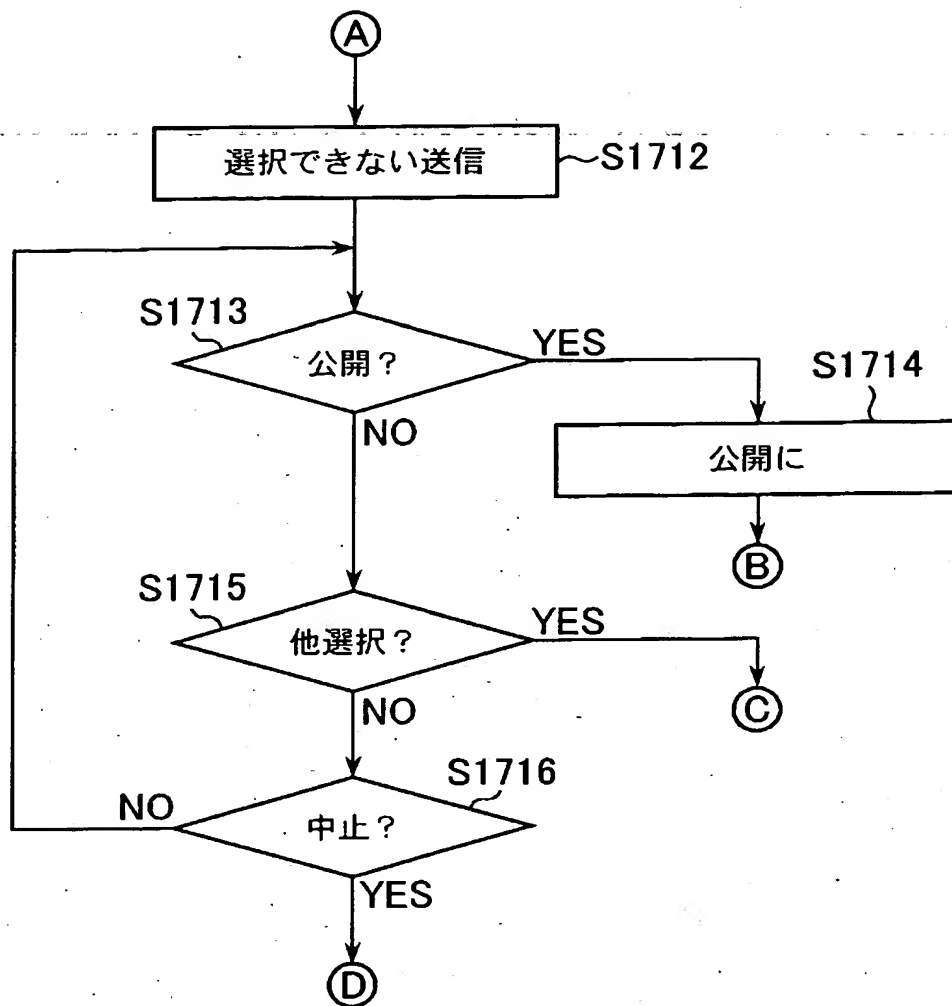 A
選択できない送信
S1712
S1713
公開？
YES
S1714
NO
公開に
B
S1715
他選択？
YES
NO
C
S1716
NO
中止？
YES
D